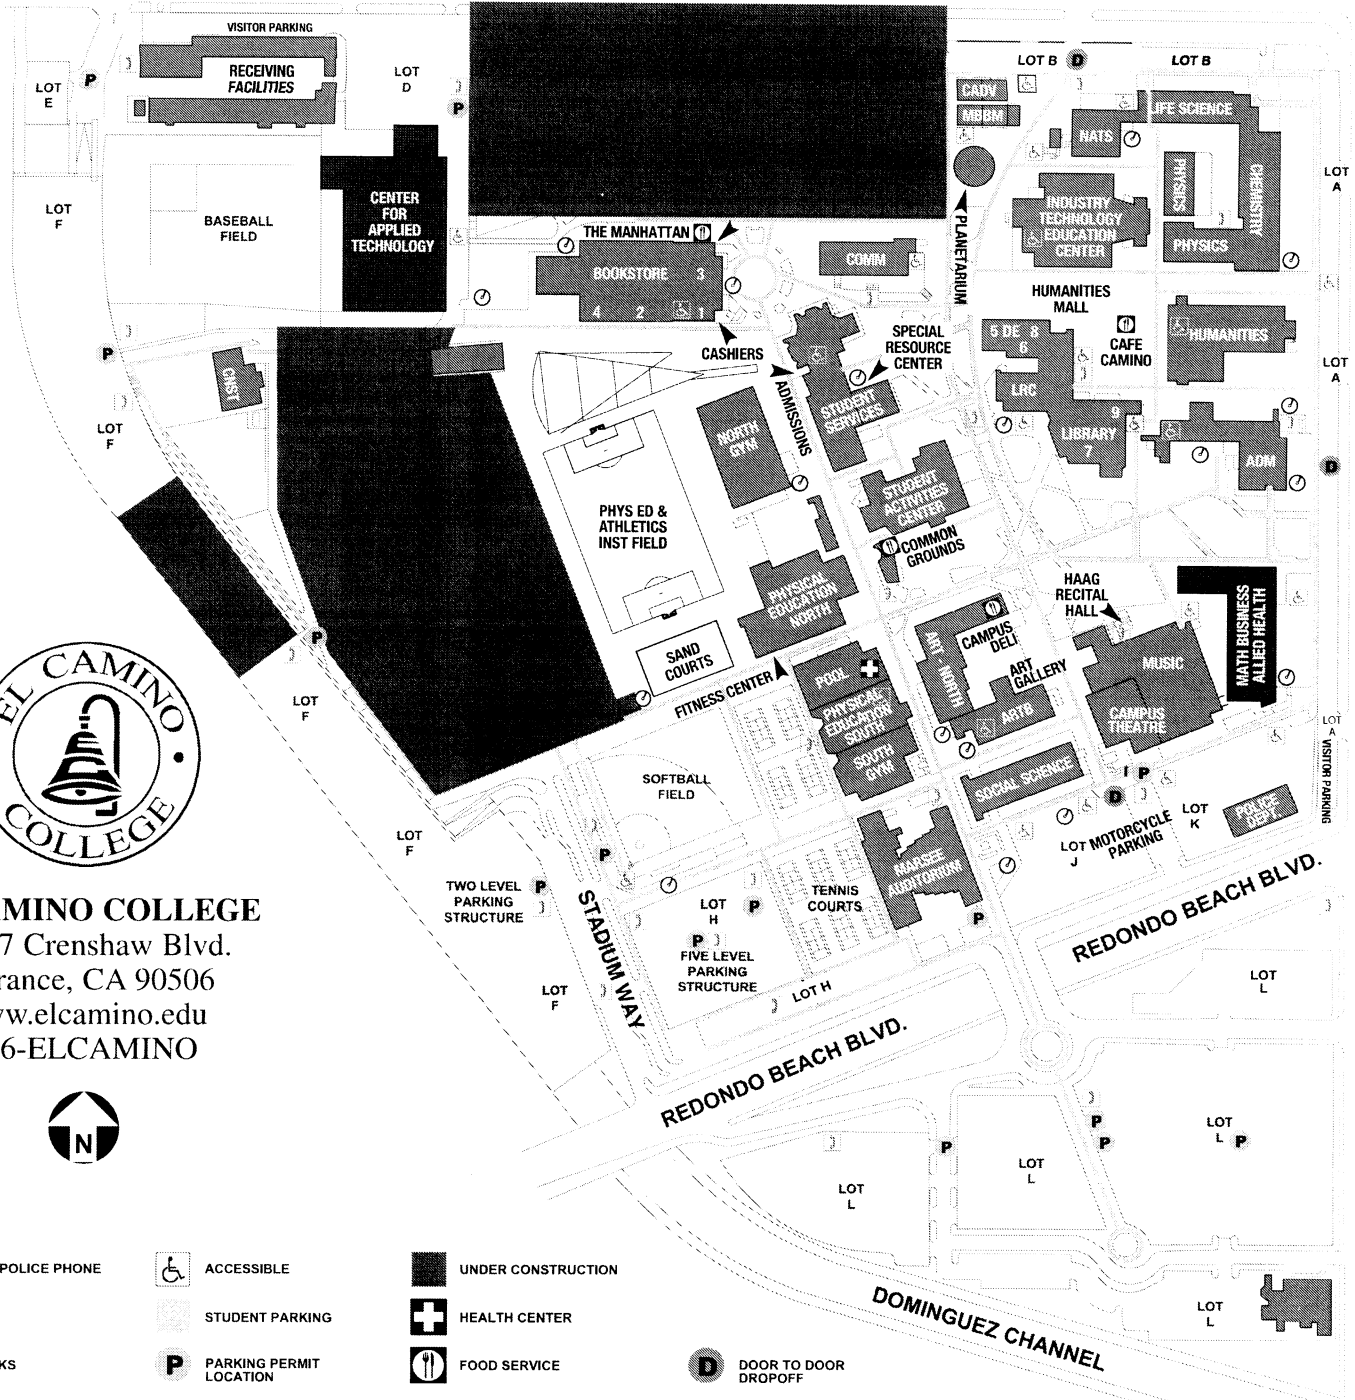 VISITOR PARKING
RECEIVING
FACILITIES
LOT
E
P
LOT
D
P
LOT B
D
LOT B
CADV
MBBM
NATS
LIFE SCIENCE
PHYSICS
CHEMISTRY
PHYSICS
LOT
A
LOT
F
BASEBALL
FIELD
CENTER
FOR
APPLIED
TECHNOLOGY
THE MANHATTAN
BOOKSTORE 3
4 2 1
CASHIERS
COMM
PLANETARIUM
INDUSTRY
TECHNOLOGY
EDUCATION
CENTER
HUMANITIES
MALL
CAFE
CAMINO
HUMANITIES
5 DE 8
6
LRC
9
LIBRARY
7
ADM
LOT
A
D
SPECIAL
RESOURCE
CENTER
ADMISSIONS
STUDENT
SERVICES
P
CNST
LOT
F
NORTH
GYM
STUDENT
ACTIVITIES
CENTER
COMMON
GROUNDS
PHYS ED &
ATHLETICS
INST FIELD
PHYSICAL
EDUCATION
NORTH
HAAG
RECITAL
HALL
MATH BUSINESS
ALLIED HEALTH
P
SAND
COURTS
FITNESS CENTER
POOL
PHYSICAL
EDUCATION
SOUTH
SOUTH
GYM
ART NORTH
CAMPUS
DELI
ART
GALLERY
ARTB
MUSIC
CAMPUS
THEATRE
LOT
A
VISITOR PARKING
LOT
F
EL CAMINO
COLLEGE
SOFTBALL
FIELD
SOCIAL SCIENCE
I P
D
LOT
K
POLICE
DEPT.
LOT
J
MOTORCYCLE
PARKING
LOT
F
P
MARSEE
AUDITORIUM
TWO LEVEL
PARKING
STRUCTURE
P
STADIUM WAY
LOT
H
P
P
FIVE LEVEL
PARKING
STRUCTURE
TENNIS
COURTS
P
REDONDO BEACH BLVD.
AMINO COLLEGE
7 Crenshaw Blvd.
rance, CA 90506
w.elcamino.edu
6-ELCAMINO
LOT
F
LOT H
LOT
L
REDONDO BEACH BLVD.
N
P
P
P
LOT
L
P
LOT
L
LOT
L
POLICE PHONE
ACCESSIBLE
UNDER CONSTRUCTION
STUDENT PARKING
HEALTH CENTER
KS
P
PARKING PERMIT
LOCATION
FOOD SERVICE
D
DOOR TO DOOR
DROPOFF
DOMINGUEZ CHANNEL
LOT
L